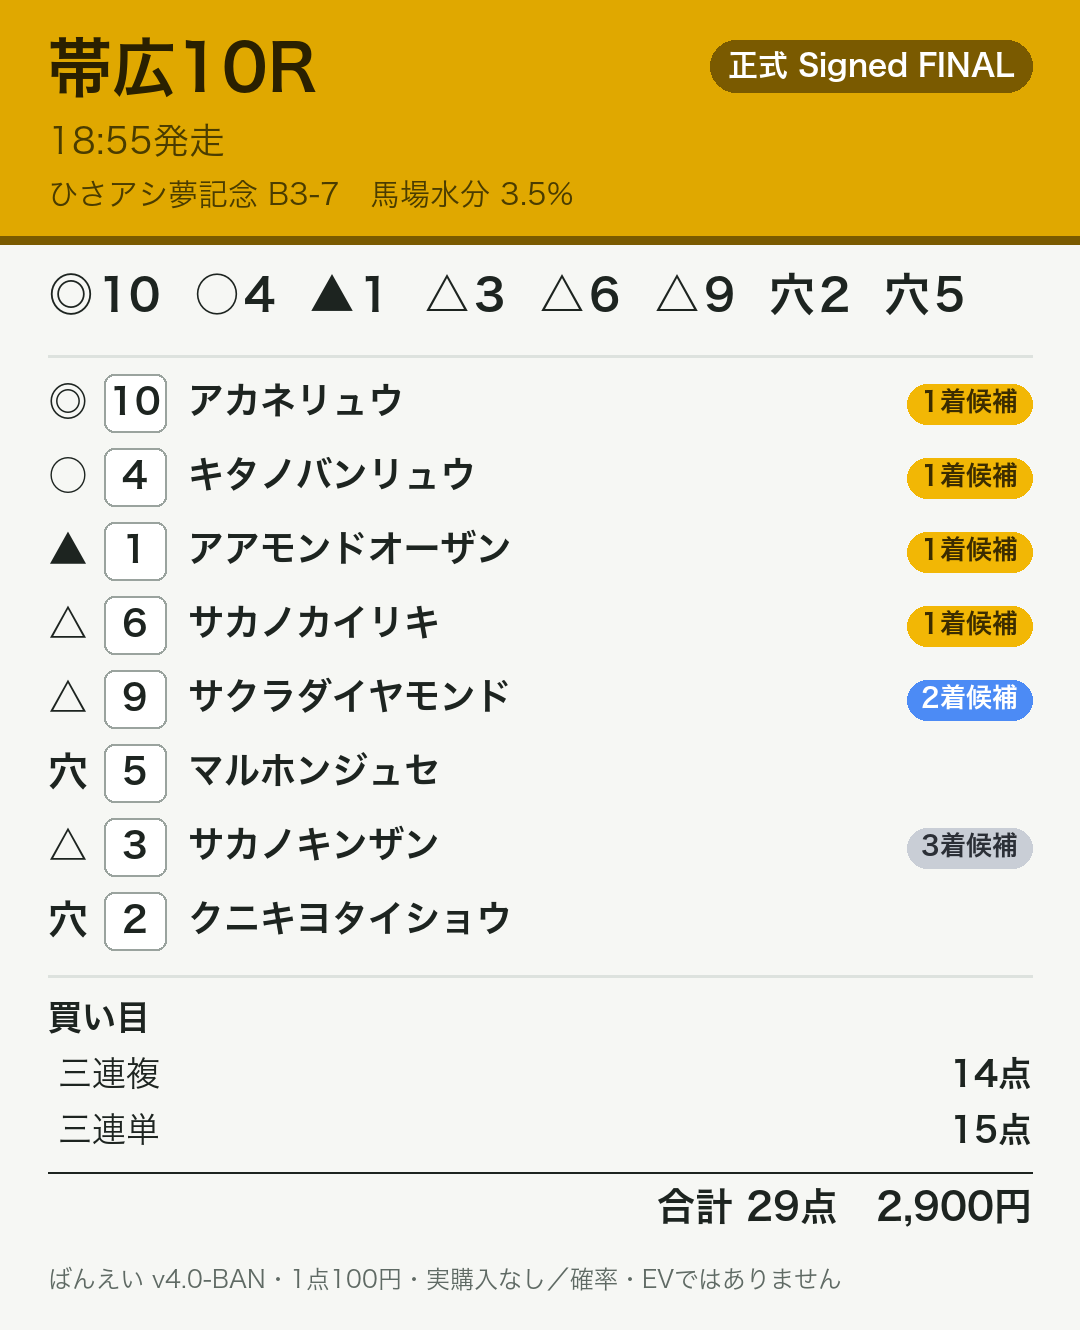 帯広10R 正式 Signed FINAL
18:55発走
ひさアシ夢記念 B3-7　馬場水分 3.5%
◎10 ○4 ▲1 △3 △6 △9 穴2 穴5
◎ 10 アカネリュウ 1着候補
○ 4 キタノバンリュウ 1着候補
▲ 1 アアモンドオーザン 1着候補
△ 6 サカノカイリキ 1着候補
△ 9 サクラダイヤモンド 2着候補
穴 5 マルホンジュセ
△ 3 サカノキンザン 3着候補
穴 2 クニキヨタイショウ
買い目
三連複 14点
三連単 15点
合計 29点　2,900円
ばんえい v4.0-BAN・1点100円・実購入なし／確率・EVではありません